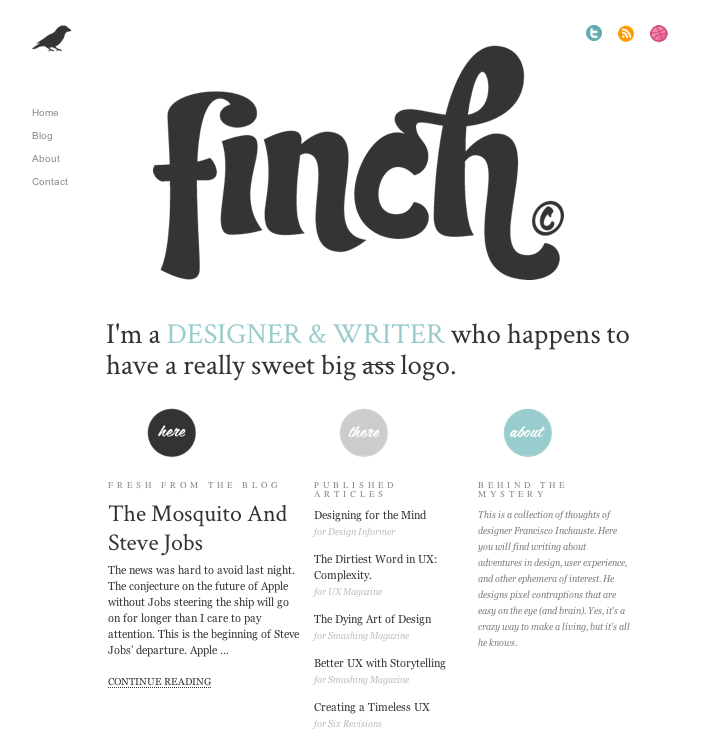 Home
Blog
About
Contact
finch
©
I'm a DESIGNER & WRITER who happens to
have a really sweet big ass logo.
here
FRESH FROM THE BLOG
The Mosquito And
Steve Jobs
The news was hard to avoid last night.
The conjecture on the future of Apple
without Jobs steering the ship will go
on for longer than I care to pay
attention. This is the beginning of Steve
Jobs' departure. Apple ...
CONTINUE READING
there
PUBLISHED
ARTICLES
Designing for the Mind
for Design Informer
The Dirtiest Word in UX:
Complexity.
for UX Magazine
The Dying Art of Design
for Smashing Magazine
Better UX with Storytelling
for Smashing Magazine
Creating a Timeless UX
for Six Revisions
about
BEHIND THE
MYSTERY
This is a collection of thoughts of
designer Francisco Inchauste. Here
you will find writing about
adventures in design, user experience,
and other ephemera of interest. He
designs pixel contraptions that are
easy on the eye (and brain). Yes, it's a
crazy way to make a living, but it's all
he knows.